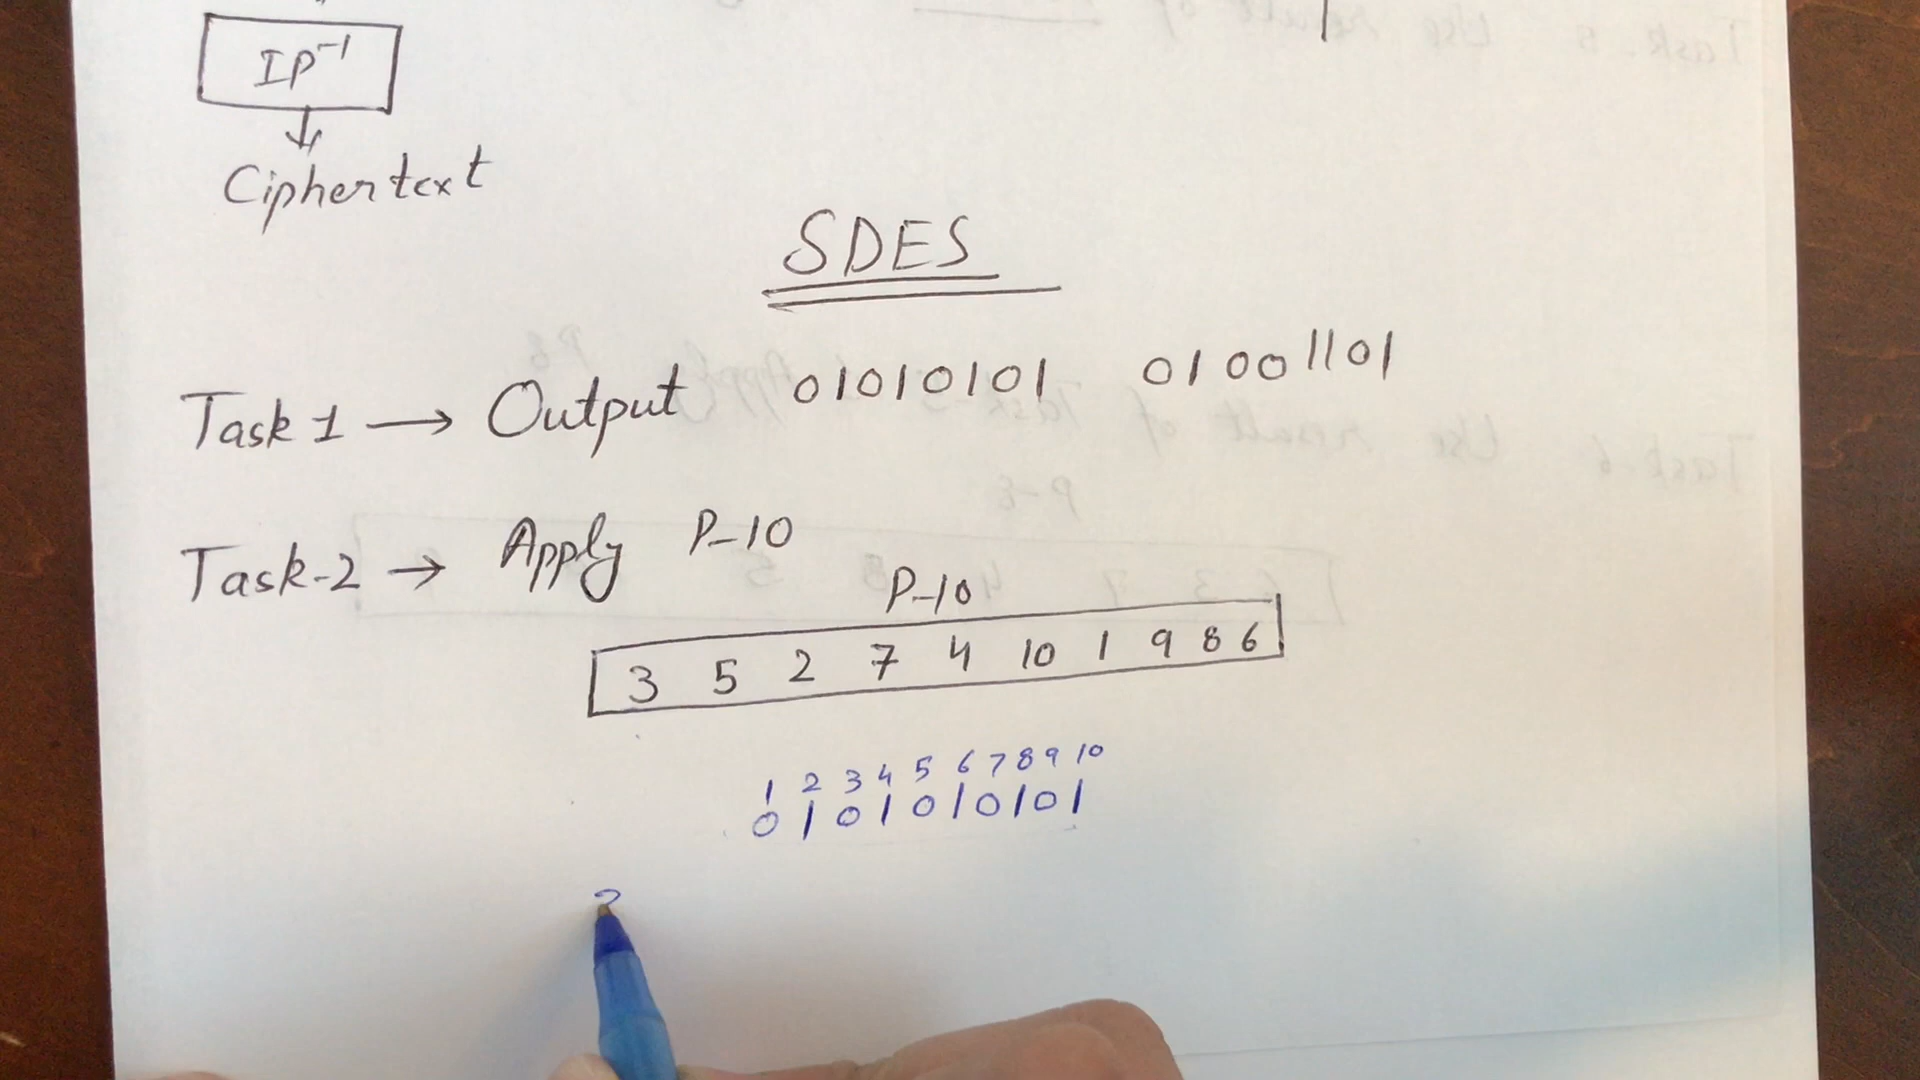 IP⁻¹
Ciphertext
SDES
Task 1 → Output 01010101 01001101
Task-2 → Apply P-10
P-10
3 5 2 7 4 10 1 9 8 6
1 2 3 4 5 6 7 8 9 10
0 1 0 1 0 1 0 1 0 1